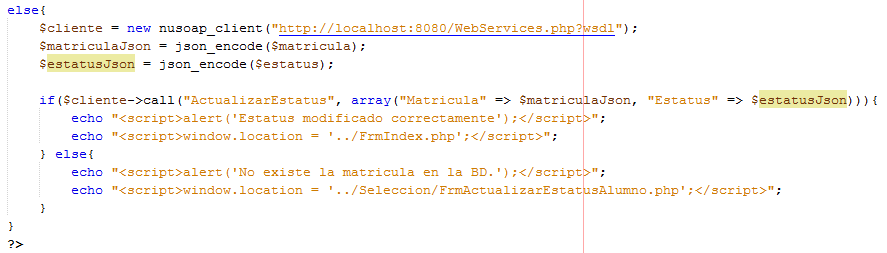 else{
    $cliente = new nusoap_client("http://localhost:8080/WebServices.php?wsdl");
    $matriculaJson = json_encode($matricula);
    $estatusJson = json_encode($estatus);
    if($cliente->call("ActualizarEstatus", array("Matricula" => $matriculaJson, "Estatus" => $estatusJson))){
        echo "<script>alert('Estatus modificado correctamente');</script>";
        echo "<script>window.location = '../FrmIndex.php';</script>";
    } else{
        echo "<script>alert('No existe la matricula en la BD.');</script>";
        echo "<script>window.location = '../Seleccion/FrmActualizarEstatusAlumno.php';</script>";
    }
}
?>